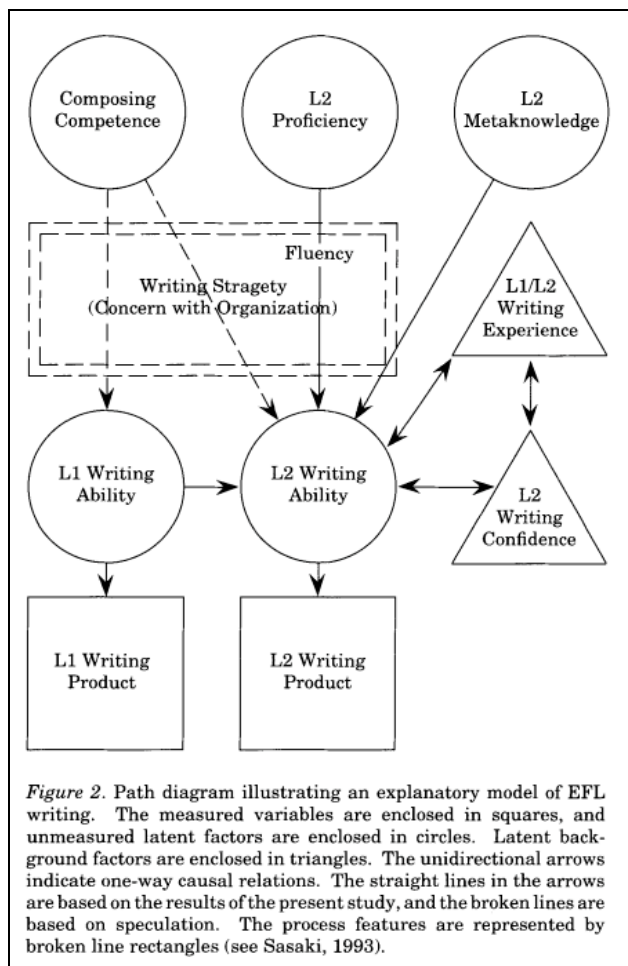 Composing
Competence
L2
Proficiency
L2
Metaknowledge
Fluency
Writing Stragety
(Concern with Organization)
L1/L2
Writing
Experience
L1 Writing
Ability
L2 Writing
Ability
L2
Writing
Confidence
L1 Writing
Product
L2 Writing
Product
Figure 2. Path diagram illustrating an explanatory model of EFL
writing. The measured variables are enclosed in squares, and
unmeasured latent factors are enclosed in circles. Latent back-
ground factors are enclosed in triangles. The unidirectional arrows
indicate one-way causal relations. The straight lines in the arrows
are based on the results of the present study, and the broken lines are
based on speculation. The process features are represented by
broken line rectangles (see Sasaki, 1993).